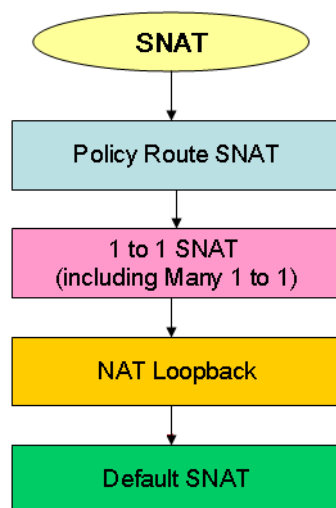 SNAT
Policy Route SNAT
1 to 1 SNAT
(including Many 1 to 1)
NAT Loopback
Default SNAT